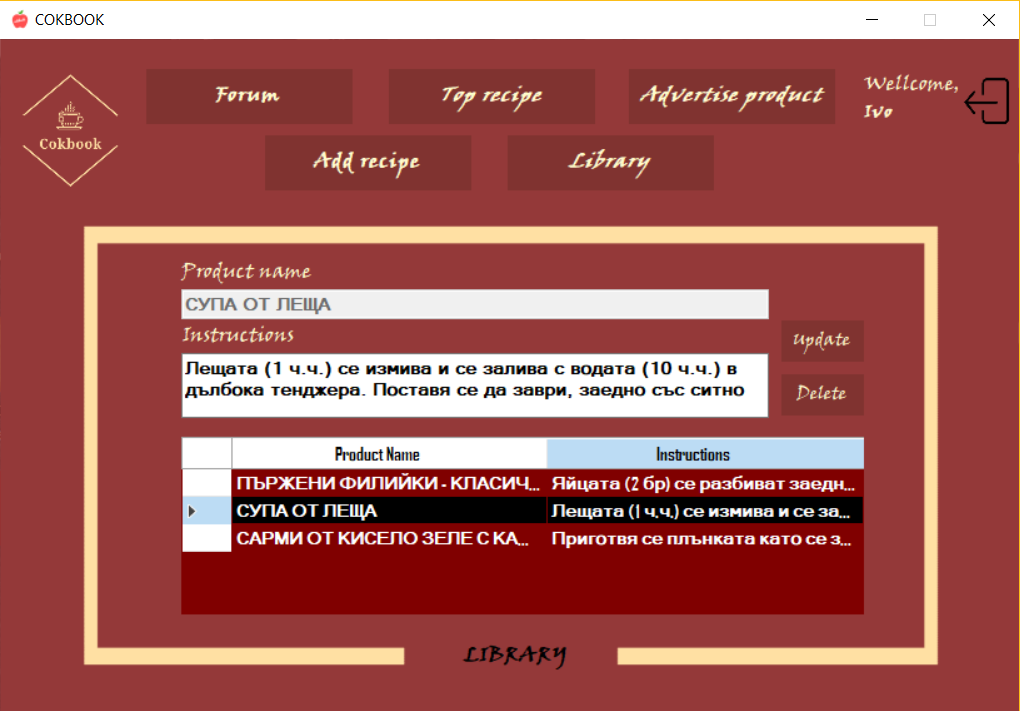 COKBOOK
Forum
Top recipe
Advertise product
Wellcome,
Ivo
Cokbook
Add recipe
Library
Product name
СУПА ОТ ЛЕЩА
Instructions
Лещата (1 ч.ч.) се измива и се залива с водата (10 ч.ч.) в
дълбока тенджера. Поставя се да заври, заедно със ситно
Update
Delete
Product Name Instructions
ПЪРЖЕНИ ФИЛИЙКИ - КЛАСИЧ... Яйцата (2 бр) се разбиват заедн...
СУПА ОТ ЛЕЩА Лещата (1 ч.ч.) се измива и се за...
САРМИ ОТ КИСЕЛО ЗЕЛЕ С КА... Приготвя се плънката като се з...
LIBRARY